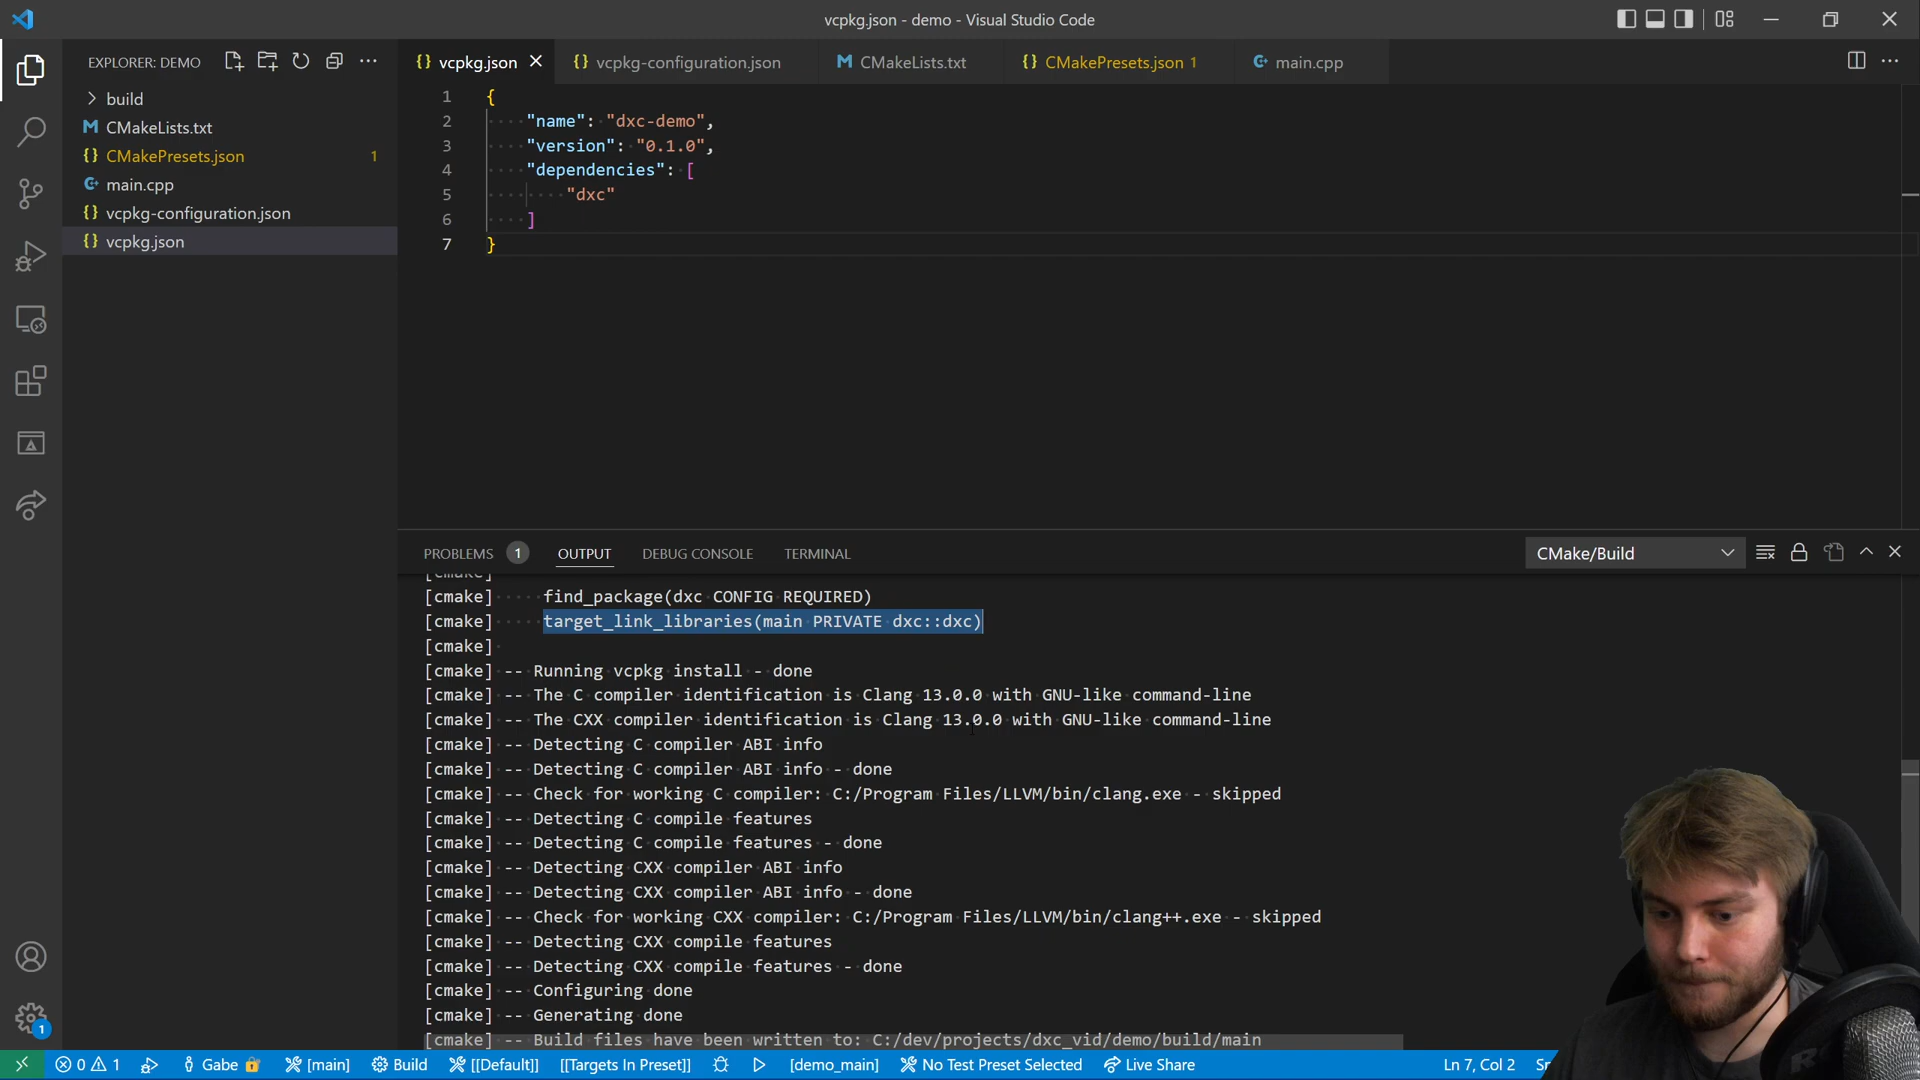 vcpkg.json - demo - Visual Studio Code
EXPLORER: DEMO
build
CMakeLists.txt
CMakePresets.json 1
main.cpp
vcpkg-configuration.json
vcpkg.json
vcpkg.json
vcpkg-configuration.json
CMakeLists.txt
CMakePresets.json 1
main.cpp
1 {
2 "name": "dxc-demo",
3 "version": "0.1.0",
4 "dependencies": [
5 "dxc"
6 ]
7 }
PROBLEMS 1 OUTPUT DEBUG CONSOLE TERMINAL CMake/Build
[cmake]
[cmake] find_package(dxc CONFIG REQUIRED)
[cmake] target_link_libraries(main PRIVATE dxc::dxc)
[cmake]
[cmake] -- Running vcpkg install - done
[cmake] -- The C compiler identification is Clang 13.0.0 with GNU-like command-line
[cmake] -- The CXX compiler identification is Clang 13.0.0 with GNU-like command-line
[cmake] -- Detecting C compiler ABI info
[cmake] -- Detecting C compiler ABI info - done
[cmake] -- Check for working C compiler: C:/Program Files/LLVM/bin/clang.exe - skipped
[cmake] -- Detecting C compile features
[cmake] -- Detecting C compile features - done
[cmake] -- Detecting CXX compiler ABI info
[cmake] -- Detecting CXX compiler ABI info - done
[cmake] -- Check for working CXX compiler: C:/Program Files/LLVM/bin/clang++.exe - skipped
[cmake] -- Detecting CXX compile features
[cmake] -- Detecting CXX compile features - done
[cmake] -- Configuring done
[cmake] -- Generating done
[cmake] -- Build files have been written to: C:/dev/projects/dxc_vid/demo/build/main
1
0 1 Gabe [main] Build [[Default]] [[Targets In Preset]] [demo_main] No Test Preset Selected Live Share Ln 7, Col 2